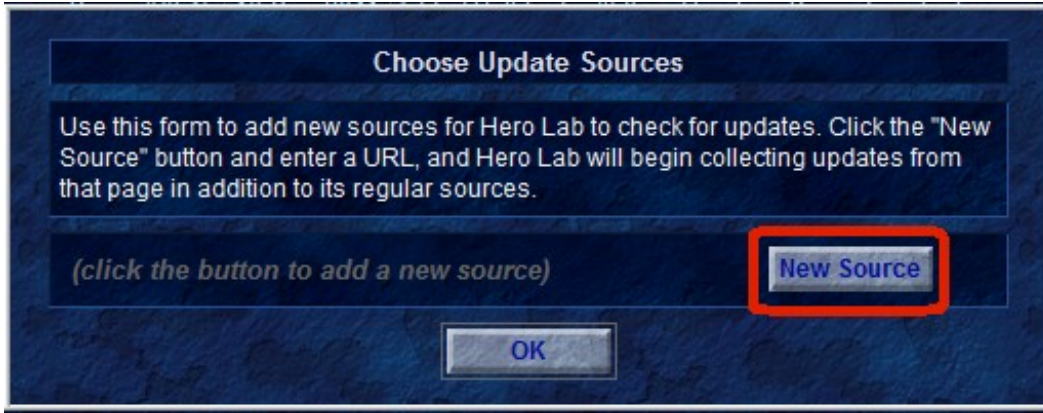 Choose Update Sources
Use this form to add new sources for Hero Lab to check for updates. Click the "New
Source" button and enter a URL, and Hero Lab will begin collecting updates from
that page in addition to its regular sources.
(click the button to add a new source)
New Source
OK